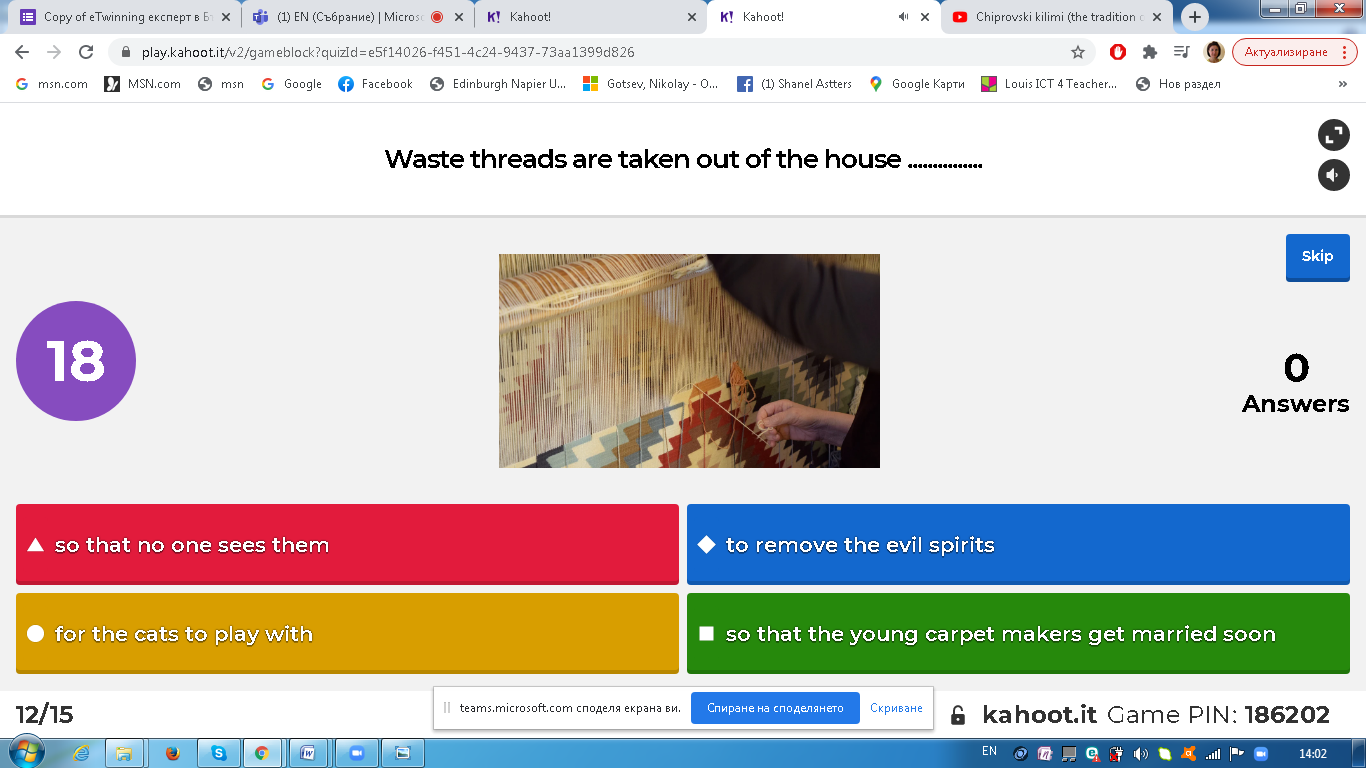 Copy of eTwinning експерт в Бъ
(1) EN (Събрание) | Micros
Kahoot!
Kahoot!
Chiprovski kilimi (the tradition o
play.kahoot.it/v2/gameblock?quizId=e5f14026-f451-4c24-9437-73aa1399d826
Актуализиране
msn.com
MSN.com
msn
Google
Facebook
Edinburgh Napier U...
Gotsev, Nikolay - O...
(1) Shanel Astters
Google Карти
Louis ICT 4 Teacher...
Нов раздел
»
Waste threads are taken out of the house ...............
Skip
18
0
Answers
so that no one sees them
to remove the evil spirits
for the cats to play with
so that the young carpet makers get married soon
12/15
teams.microsoft.com споделя екрана ви.
Спиране на споделянето
Скриване
kahoot.it Game PIN: 186202
EN
14:02